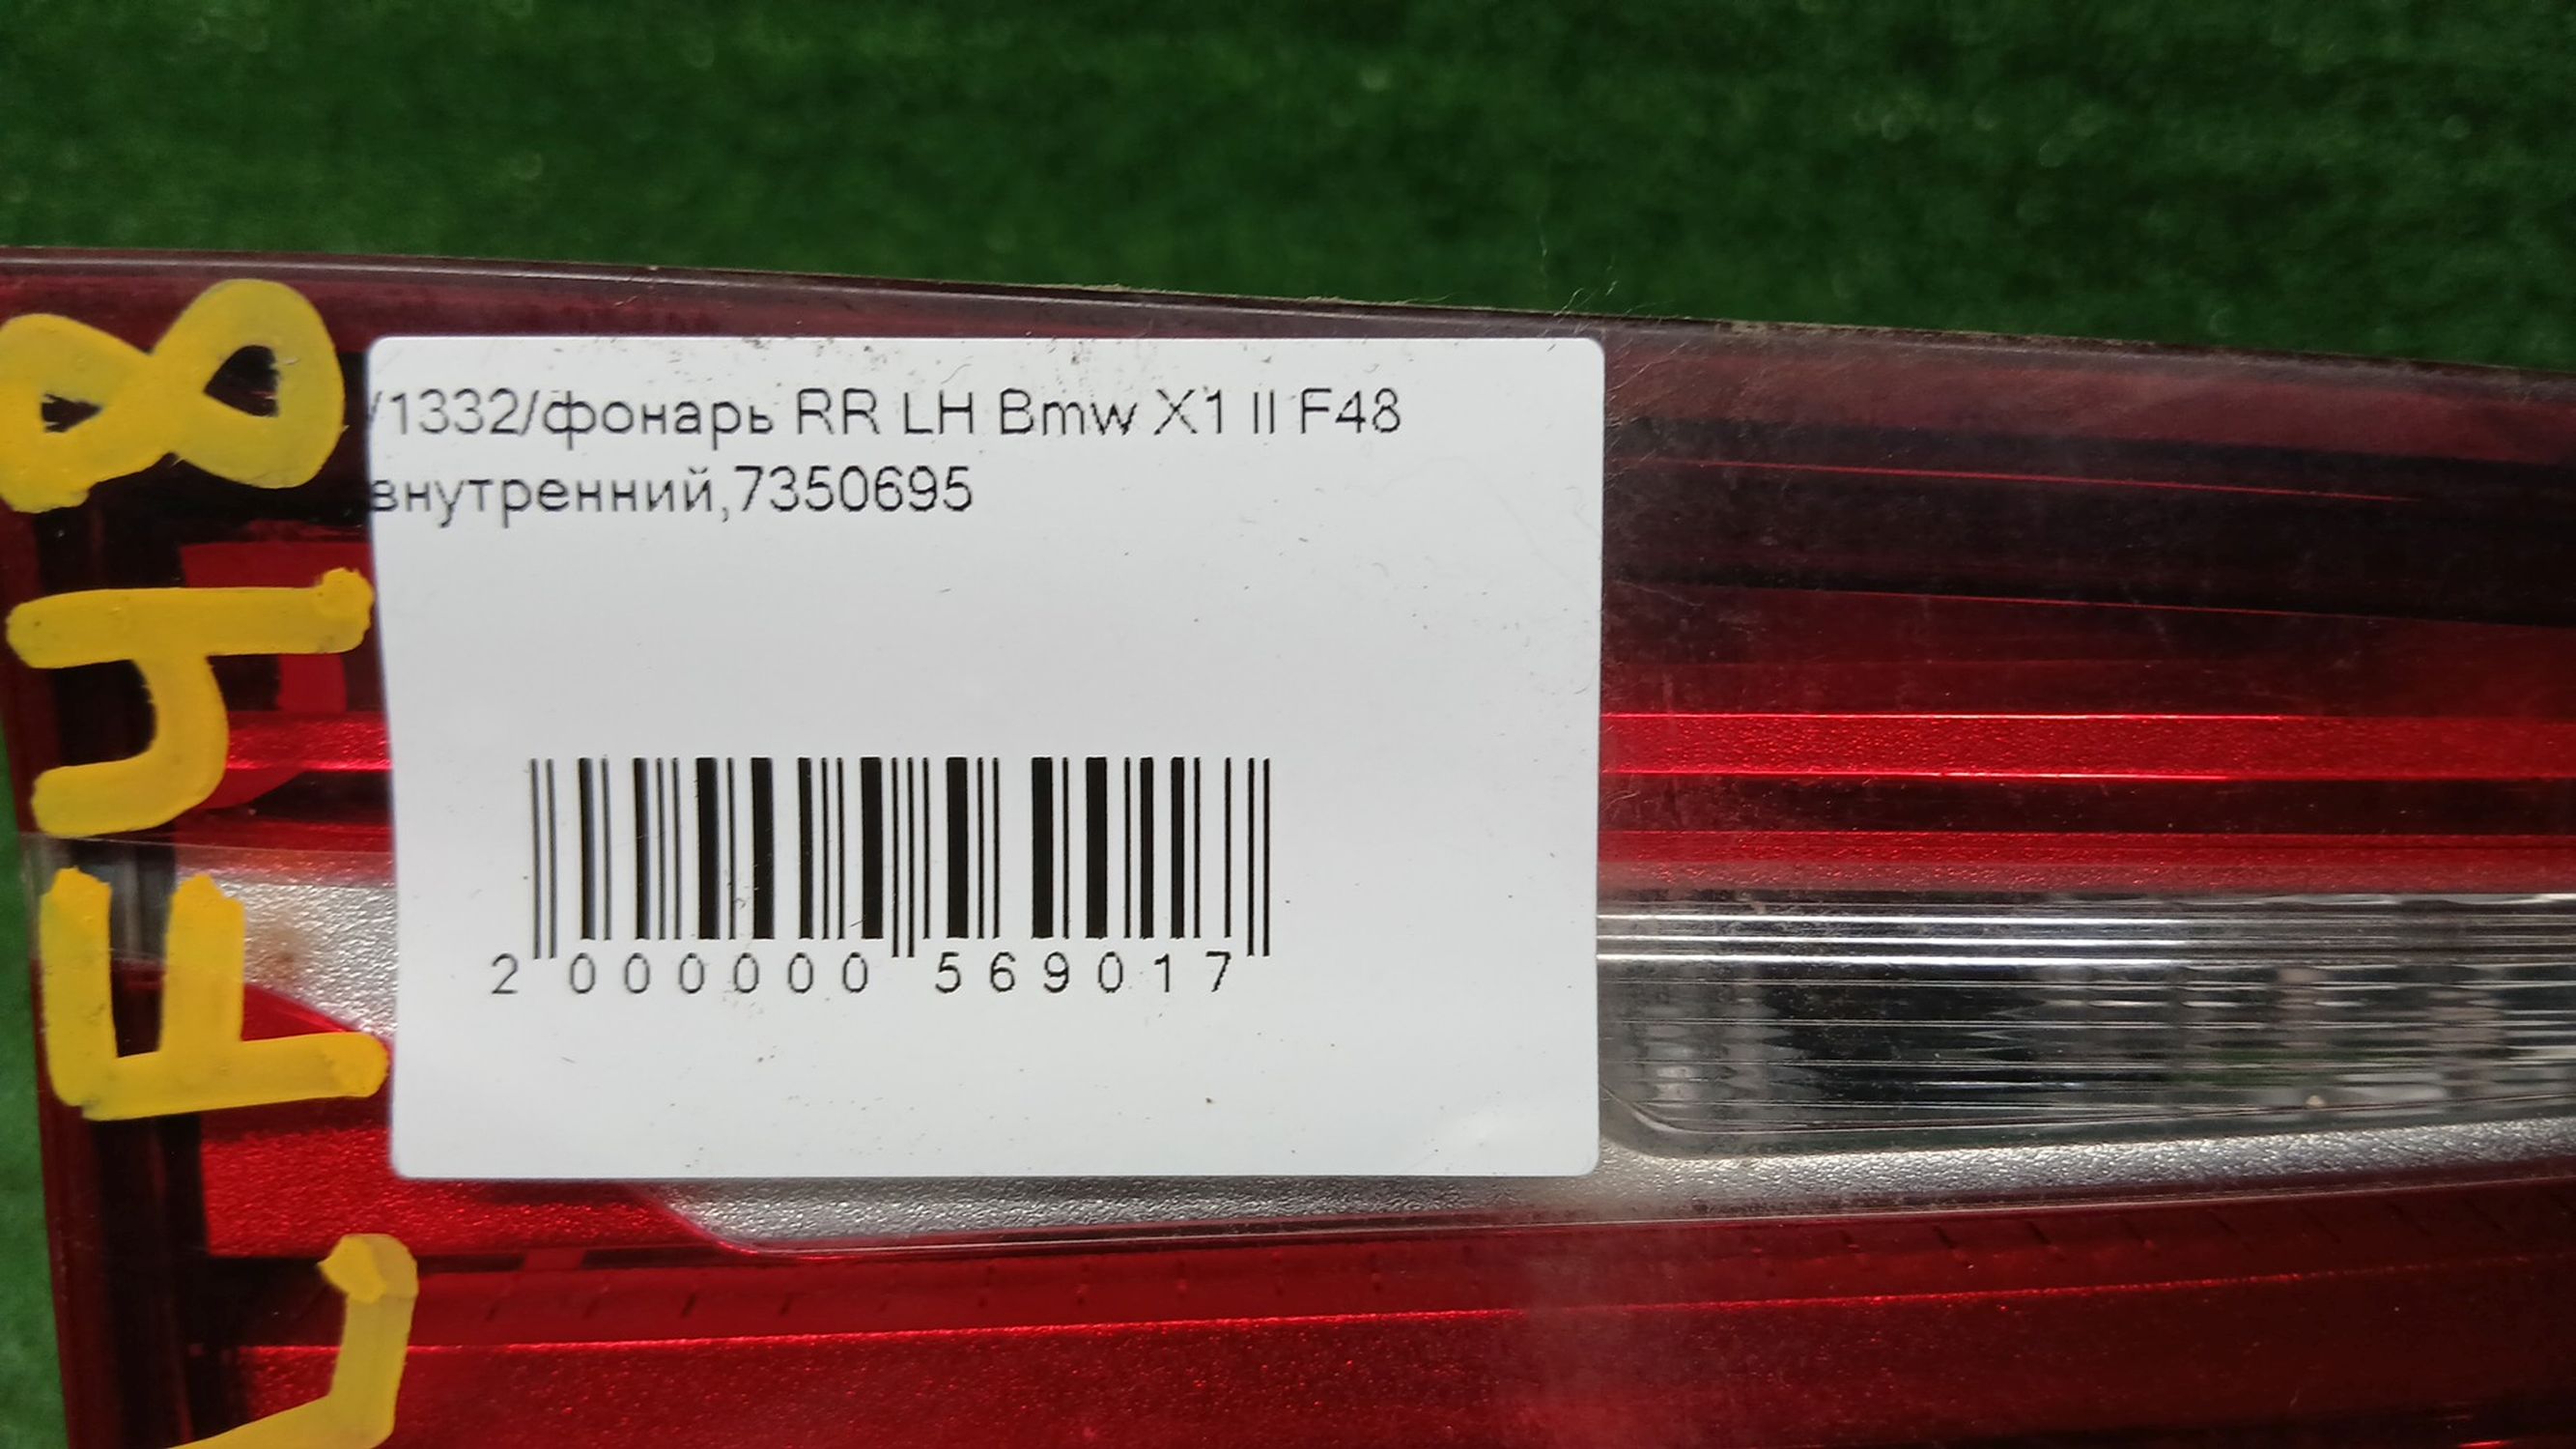 /1332/фонарь RR LH Bmw X1 II F48
внутренний,7350695
2 000000 569017
F48